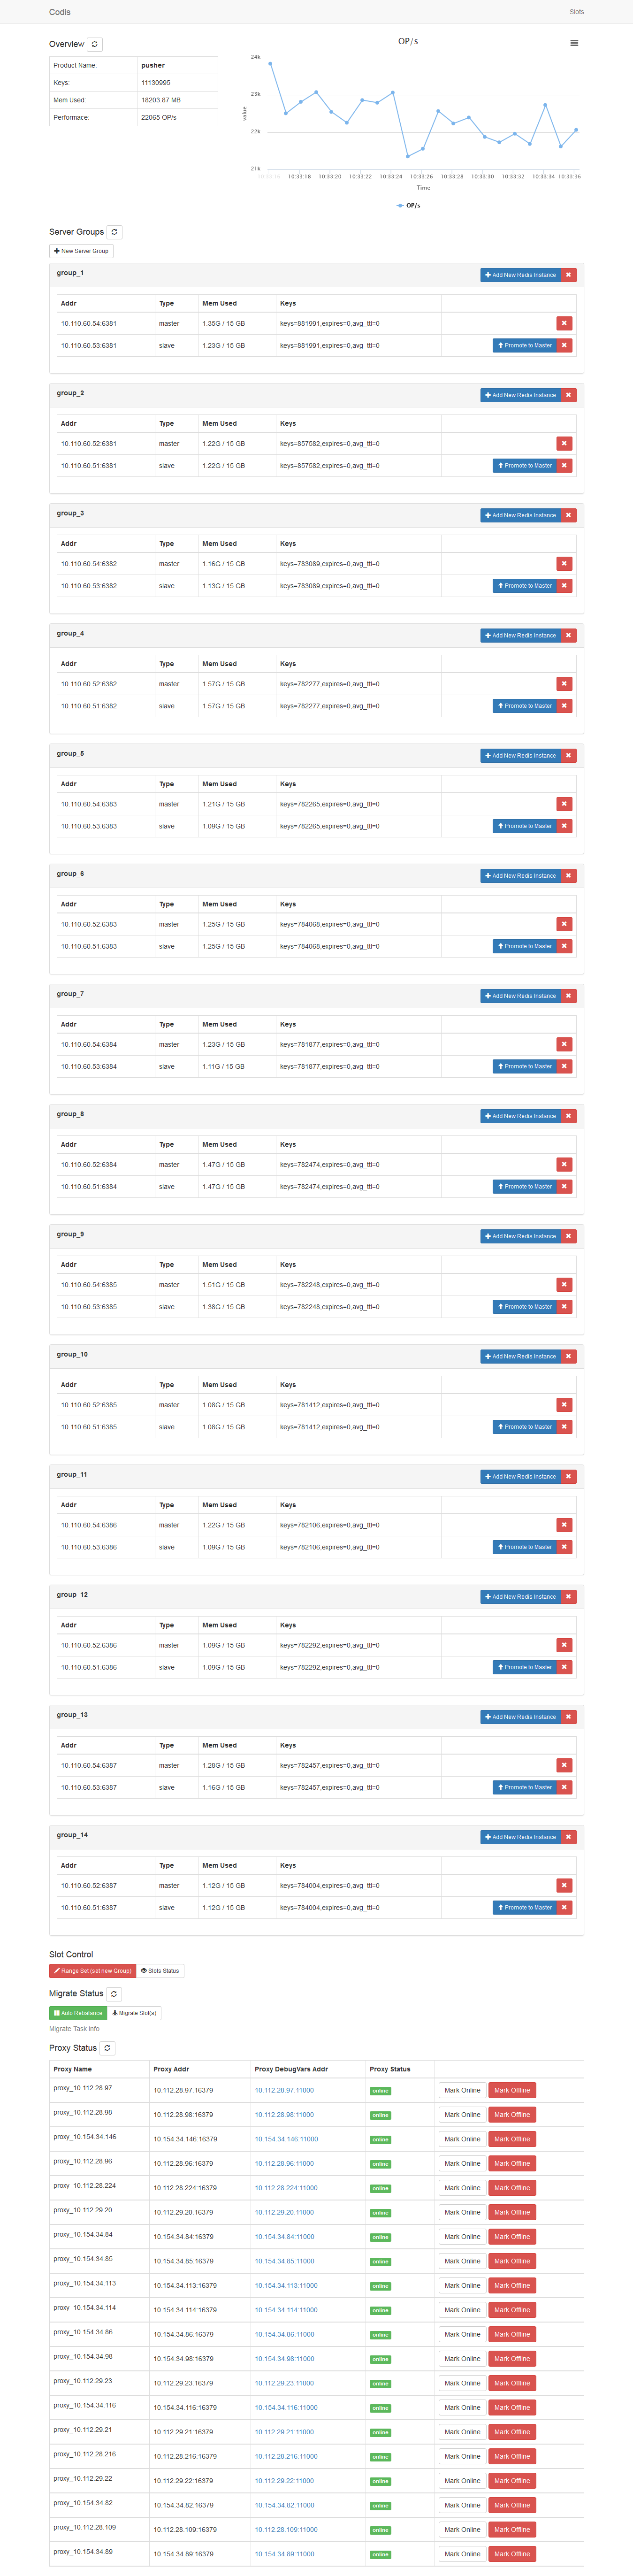 Codis Slots
Overview
Product Name: pusher
Keys: 11130995
Mem Used: 18203.87 MB
Performace: 22065 OP/s
OP/s
24k
23k
22k
21k
value
10:33:16 10:33:18 10:33:20 10:33:22 10:33:24 10:33:26 10:33:28 10:33:30 10:33:32 10:33:34 10:33:36
Time
OP/s
Server Groups
New Server Group
group_1 Add New Redis Instance
Addr Type Mem Used Keys
10.110.60.54:6381 master 1.35G / 15 GB keys=881991,expires=0,avg_ttl=0
10.110.60.53:6381 slave 1.23G / 15 GB keys=881991,expires=0,avg_ttl=0 Promote to Master
group_2 Add New Redis Instance
Addr Type Mem Used Keys
10.110.60.52:6381 master 1.22G / 15 GB keys=857582,expires=0,avg_ttl=0
10.110.60.51:6381 slave 1.22G / 15 GB keys=857582,expires=0,avg_ttl=0 Promote to Master
group_3 Add New Redis Instance
Addr Type Mem Used Keys
10.110.60.54:6382 master 1.16G / 15 GB keys=783089,expires=0,avg_ttl=0
10.110.60.53:6382 slave 1.13G / 15 GB keys=783089,expires=0,avg_ttl=0 Promote to Master
group_4 Add New Redis Instance
Addr Type Mem Used Keys
10.110.60.52:6382 master 1.57G / 15 GB keys=782277,expires=0,avg_ttl=0
10.110.60.51:6382 slave 1.57G / 15 GB keys=782277,expires=0,avg_ttl=0 Promote to Master
group_5 Add New Redis Instance
Addr Type Mem Used Keys
10.110.60.54:6383 master 1.21G / 15 GB keys=782265,expires=0,avg_ttl=0
10.110.60.53:6383 slave 1.09G / 15 GB keys=782265,expires=0,avg_ttl=0 Promote to Master
group_6 Add New Redis Instance
Addr Type Mem Used Keys
10.110.60.52:6383 master 1.25G / 15 GB keys=784068,expires=0,avg_ttl=0
10.110.60.51:6383 slave 1.25G / 15 GB keys=784068,expires=0,avg_ttl=0 Promote to Master
group_7 Add New Redis Instance
Addr Type Mem Used Keys
10.110.60.54:6384 master 1.23G / 15 GB keys=781877,expires=0,avg_ttl=0
10.110.60.53:6384 slave 1.11G / 15 GB keys=781877,expires=0,avg_ttl=0 Promote to Master
group_8 Add New Redis Instance
Addr Type Mem Used Keys
10.110.60.52:6384 master 1.47G / 15 GB keys=782474,expires=0,avg_ttl=0
10.110.60.51:6384 slave 1.47G / 15 GB keys=782474,expires=0,avg_ttl=0 Promote to Master
group_9 Add New Redis Instance
Addr Type Mem Used Keys
10.110.60.54:6385 master 1.51G / 15 GB keys=782248,expires=0,avg_ttl=0
10.110.60.53:6385 slave 1.38G / 15 GB keys=782248,expires=0,avg_ttl=0 Promote to Master
group_10 Add New Redis Instance
Addr Type Mem Used Keys
10.110.60.52:6385 master 1.08G / 15 GB keys=781412,expires=0,avg_ttl=0
10.110.60.51:6385 slave 1.08G / 15 GB keys=781412,expires=0,avg_ttl=0 Promote to Master
group_11 Add New Redis Instance
Addr Type Mem Used Keys
10.110.60.54:6386 master 1.22G / 15 GB keys=782106,expires=0,avg_ttl=0
10.110.60.53:6386 slave 1.09G / 15 GB keys=782106,expires=0,avg_ttl=0 Promote to Master
group_12 Add New Redis Instance
Addr Type Mem Used Keys
10.110.60.52:6386 master 1.09G / 15 GB keys=782292,expires=0,avg_ttl=0
10.110.60.51:6386 slave 1.09G / 15 GB keys=782292,expires=0,avg_ttl=0 Promote to Master
group_13 Add New Redis Instance
Addr Type Mem Used Keys
10.110.60.54:6387 master 1.28G / 15 GB keys=782457,expires=0,avg_ttl=0
10.110.60.53:6387 slave 1.16G / 15 GB keys=782457,expires=0,avg_ttl=0 Promote to Master
group_14 Add New Redis Instance
Addr Type Mem Used Keys
10.110.60.52:6387 master 1.12G / 15 GB keys=784004,expires=0,avg_ttl=0
10.110.60.51:6387 slave 1.12G / 15 GB keys=784004,expires=0,avg_ttl=0 Promote to Master
Slot Control
Range Set (set new Group) Slots Status
Migrate Status
Auto Rebalance Migrate Slot(s)
Migrate Task Info
Proxy Status
Proxy Name Proxy Addr Proxy DebugVars Addr Proxy Status
proxy_10.112.28.97 10.112.28.97:16379 10.112.28.97:11000 online Mark Online Mark Offline
proxy_10.112.28.98 10.112.28.98:16379 10.112.28.98:11000 online Mark Online Mark Offline
proxy_10.154.34.146 10.154.34.146:16379 10.154.34.146:11000 online Mark Online Mark Offline
proxy_10.112.28.96 10.112.28.96:16379 10.112.28.96:11000 online Mark Online Mark Offline
proxy_10.112.28.224 10.112.28.224:16379 10.112.28.224:11000 online Mark Online Mark Offline
proxy_10.112.29.20 10.112.29.20:16379 10.112.29.20:11000 online Mark Online Mark Offline
proxy_10.154.34.84 10.154.34.84:16379 10.154.34.84:11000 online Mark Online Mark Offline
proxy_10.154.34.85 10.154.34.85:16379 10.154.34.85:11000 online Mark Online Mark Offline
proxy_10.154.34.113 10.154.34.113:16379 10.154.34.113:11000 online Mark Online Mark Offline
proxy_10.154.34.114 10.154.34.114:16379 10.154.34.114:11000 online Mark Online Mark Offline
proxy_10.154.34.86 10.154.34.86:16379 10.154.34.86:11000 online Mark Online Mark Offline
proxy_10.154.34.98 10.154.34.98:16379 10.154.34.98:11000 online Mark Online Mark Offline
proxy_10.112.29.23 10.112.29.23:16379 10.112.29.23:11000 online Mark Online Mark Offline
proxy_10.154.34.116 10.154.34.116:16379 10.154.34.116:11000 online Mark Online Mark Offline
proxy_10.112.29.21 10.112.29.21:16379 10.112.29.21:11000 online Mark Online Mark Offline
proxy_10.112.28.216 10.112.28.216:16379 10.112.28.216:11000 online Mark Online Mark Offline
proxy_10.112.29.22 10.112.29.22:16379 10.112.29.22:11000 online Mark Online Mark Offline
proxy_10.154.34.82 10.154.34.82:16379 10.154.34.82:11000 online Mark Online Mark Offline
proxy_10.112.28.109 10.112.28.109:16379 10.112.28.109:11000 online Mark Online Mark Offline
proxy_10.154.34.89 10.154.34.89:16379 10.154.34.89:11000 online Mark Online Mark Offline